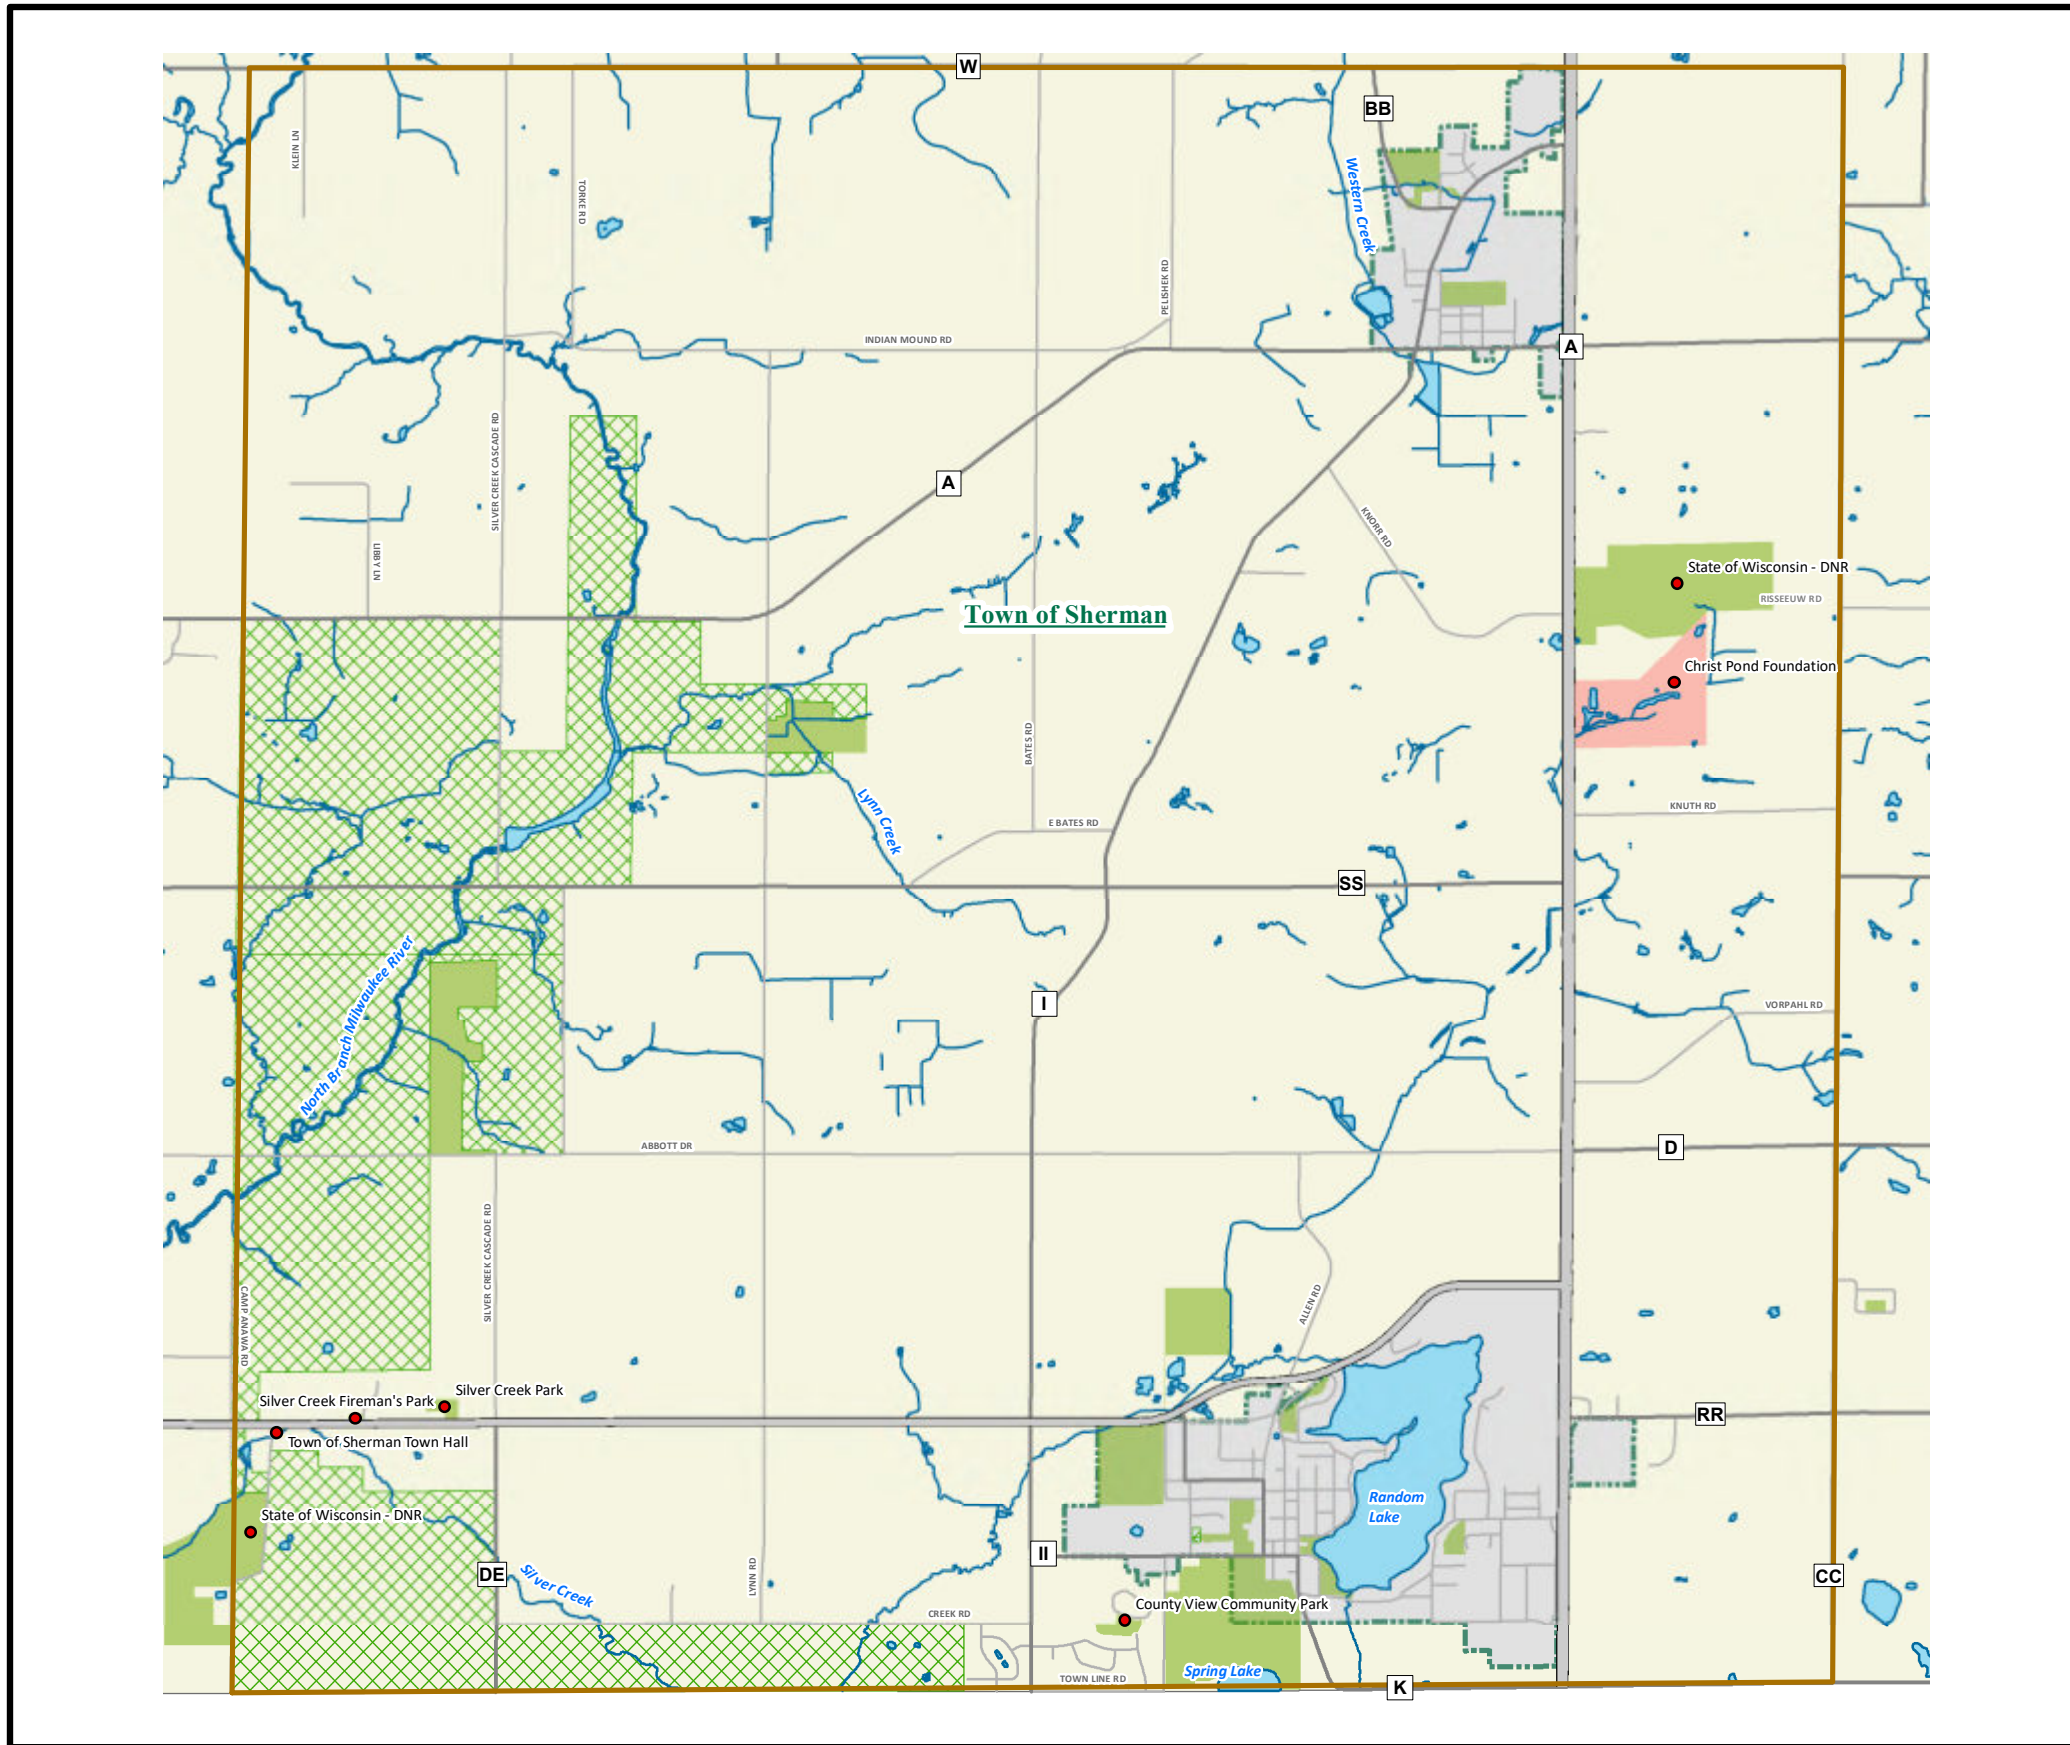 W
BB
KLEIN LN
TORKE RD
Western Creek
PELISHEK RD
INDIAN MOUND RD
A
SILVER CREEK CASCADE RD
A
KNORR RD
LIBBY LN
State of Wisconsin - DNR
RISSEEUW RD
Town of Sherman
Christ Pond Foundation
BATES RD
Lynn Creek
E BATES RD
KNUTH RD
SS
North Branch Milwaukee River
I
VORPAHL RD
ABBOTT DR
D
SILVER CREEK CASCADE RD
CAMP ANAWA RD
ALLEN RD
Silver Creek Fireman's Park
Silver Creek Park
RR
Town of Sherman Town Hall
Random
Lake
State of Wisconsin - DNR
II
DE
Silver Creek
LYNN RD
CC
County View Community Park
CREEK RD
Spring Lake
TOWN LINE RD
K